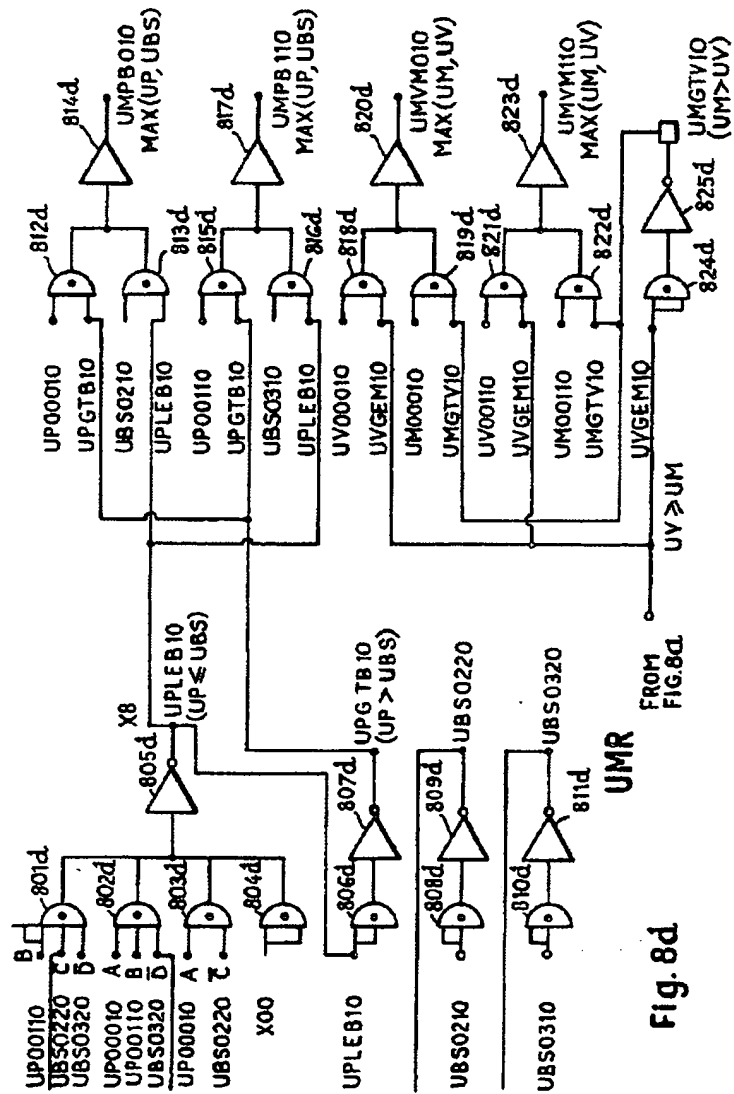 UP00110
B
801d
UBS0220
C̅
UBS0320
D̅
UP00010
A
802d
UP00110
B
UBS0320
D̅
UP00010
A
803d
UBS0220
C̅
X00
804d
805d
X8
UPLEB10
(UP ⩽ UBS)
UPLEB10
806d
807d
UPGTB10
(UP > UBS)
UBS0210
808d
809d
UBS0220
UBS0310
810d
811d
UBS0320
UMR
FROM
FIG.8a
UV ⩾ UM
UP00010
812d
UPGTB10
UBS0210
813d
UPLEB10
814d
UMPB010
MAX(UP,UBS)
UP00110
815d
UPGTB10
UBS0310
816d
UPLEB10
817d
UMPB110
MAX(UP,UBS)
UV00010
818d
UVGEM10
UM00010
819d
UMGTV10
820d
UMVM010
MAX(UM,UV)
UV00110
821d
UVGEM10
UM00110
822d
UMGTV10
823d
UMVM110
MAX(UM,UV)
UVGEM10
824d
825d
UMGTV10
(UM>UV)
Fig. 8d